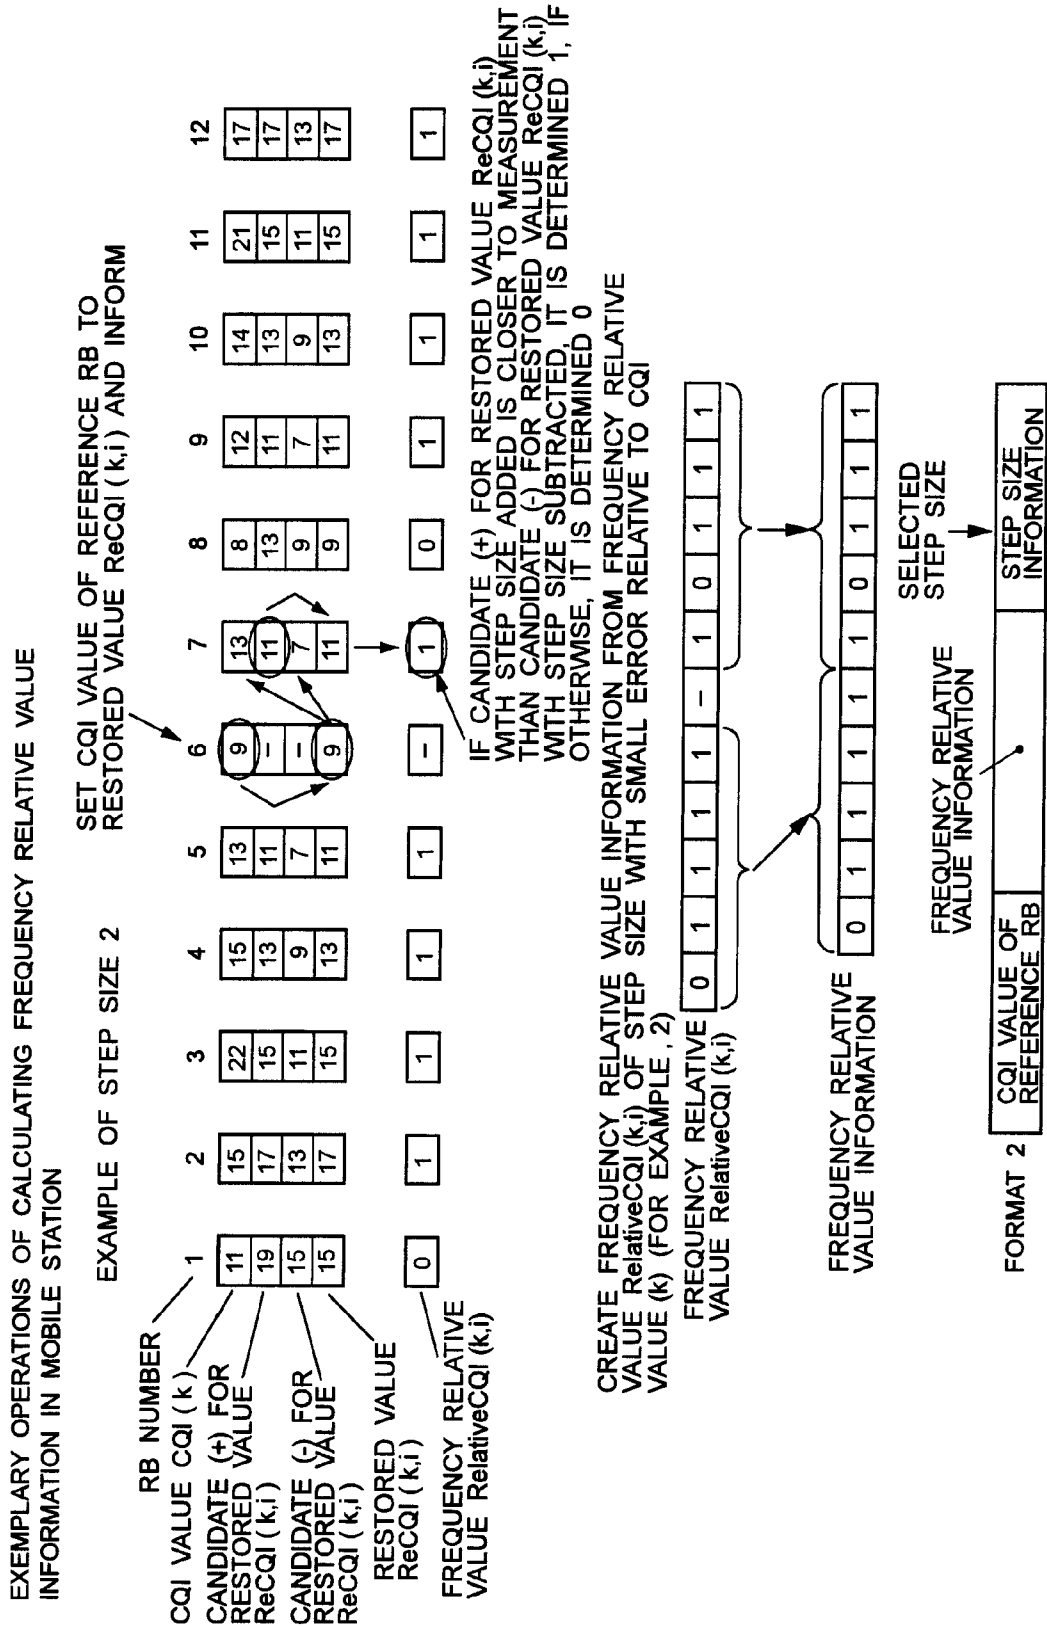 EXEMPLARY OPERATIONS OF CALCULATING FREQUENCY RELATIVE VALUE
INFORMATION IN MOBILE STATION
EXAMPLE OF STEP SIZE 2
SET CQI VALUE OF REFERENCE RB TO
RESTORED VALUE ReCQI ( k,i ) AND INFORM
RB NUMBER
1 2 3 4 5 6 7 8 9 10 11 12
CQI VALUE CQI ( k )
11 15 22 15 13 9 13 8 12 14 21 17
CANDIDATE (+) FOR
RESTORED VALUE
ReCQI ( k,i )
19 17 15 13 11 – 11 13 11 13 15 17
CANDIDATE (-) FOR
RESTORED VALUE
ReCQI ( k,i )
15 13 11 9 7 – 7 9 7 9 11 13
RESTORED VALUE
ReCQI ( k,i )
15 17 15 13 11 9 11 9 11 13 15 17
FREQUENCY RELATIVE
VALUE RelativeCQI (k,i)
0 1 1 1 1 – 1 0 1 1 1 1
IF CANDIDATE (+) FOR RESTORED VALUE ReCQI (k,i)
WITH STEP SIZE ADDED IS CLOSER TO MEASUREMENT
THAN CANDIDATE (-) FOR RESTORED VALUE ReCQI (k,i)
WITH STEP SIZE SUBTRACTED, IT IS DETERMINED 1, IF
OTHERWISE, IT IS DETERMINED 0
CREATE FREQUENCY RELATIVE VALUE INFORMATION FROM FREQUENCY RELATIVE
VALUE RelativeCQI (k,i) OF STEP SIZE WITH SMALL ERROR RELATIVE TO CQI
VALUE (k) (FOR EXAMPLE , 2)
FREQUENCY RELATIVE
VALUE RelativeCQI (k,i)
0 1 1 1 1 – 1 0 1 1 1
FREQUENCY RELATIVE
VALUE INFORMATION
0 1 1 1 1 1 0 1 1 1
SELECTED
STEP SIZE
FREQUENCY RELATIVE
VALUE INFORMATION
FORMAT 2
CQI VALUE OF
REFERENCE RB
STEP SIZE
INFORMATION